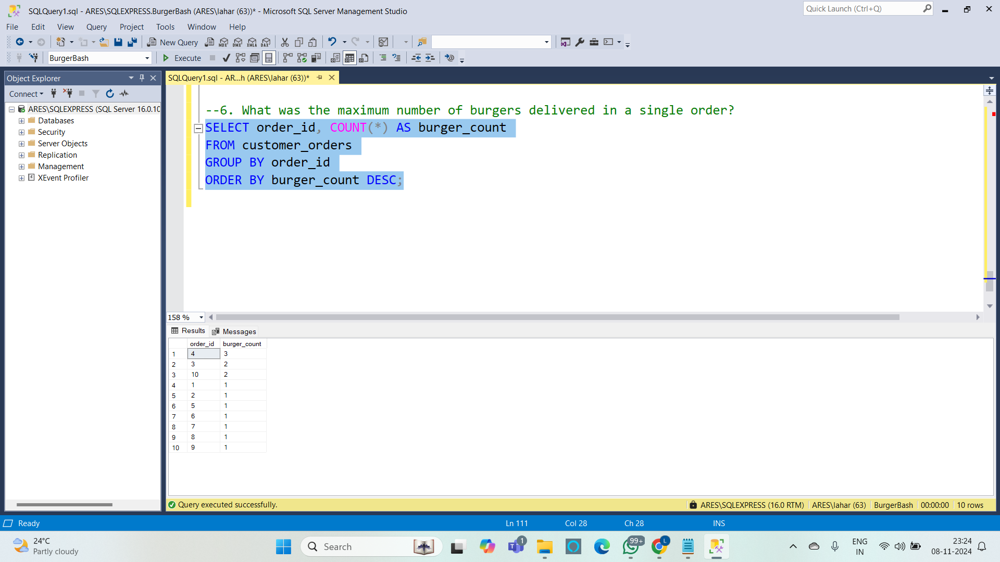 SQLQuery1.sql - ARES\SQLEXPRESS.BurgerBash (ARES\lahar (63))* - Microsoft SQL Server Management Studio
Quick Launch (Ctrl+Q)
File Edit View Query Project Tools Window Help
New Query MDX DMX XMLA DAX
BurgerBash Execute
Object Explorer
SQLQuery1.sql - AR...h (ARES\lahar (63))*
Connect
ARES\SQLEXPRESS (SQL Server 16.0.10
Databases
Security
Server Objects
Replication
Management
XEvent Profiler
--6. What was the maximum number of burgers delivered in a single order?
SELECT order_id, COUNT(*) AS burger_count
FROM customer_orders
GROUP BY order_id
ORDER BY burger_count DESC;
158 %
Results Messages
order_id burger_count
1 4 3
2 3 2
3 10 2
4 1 1
5 2 1
6 5 1
7 6 1
8 7 1
9 8 1
10 9 1
Query executed successfully. ARES\SQLEXPRESS (16.0 RTM) ARES\lahar (63) BurgerBash 00:00:00 10 rows
Ready Ln 111 Col 28 Ch 28 INS
24°C
Partly cloudy
Search
1
99+
L
ENG
IN
23:24
08-11-2024